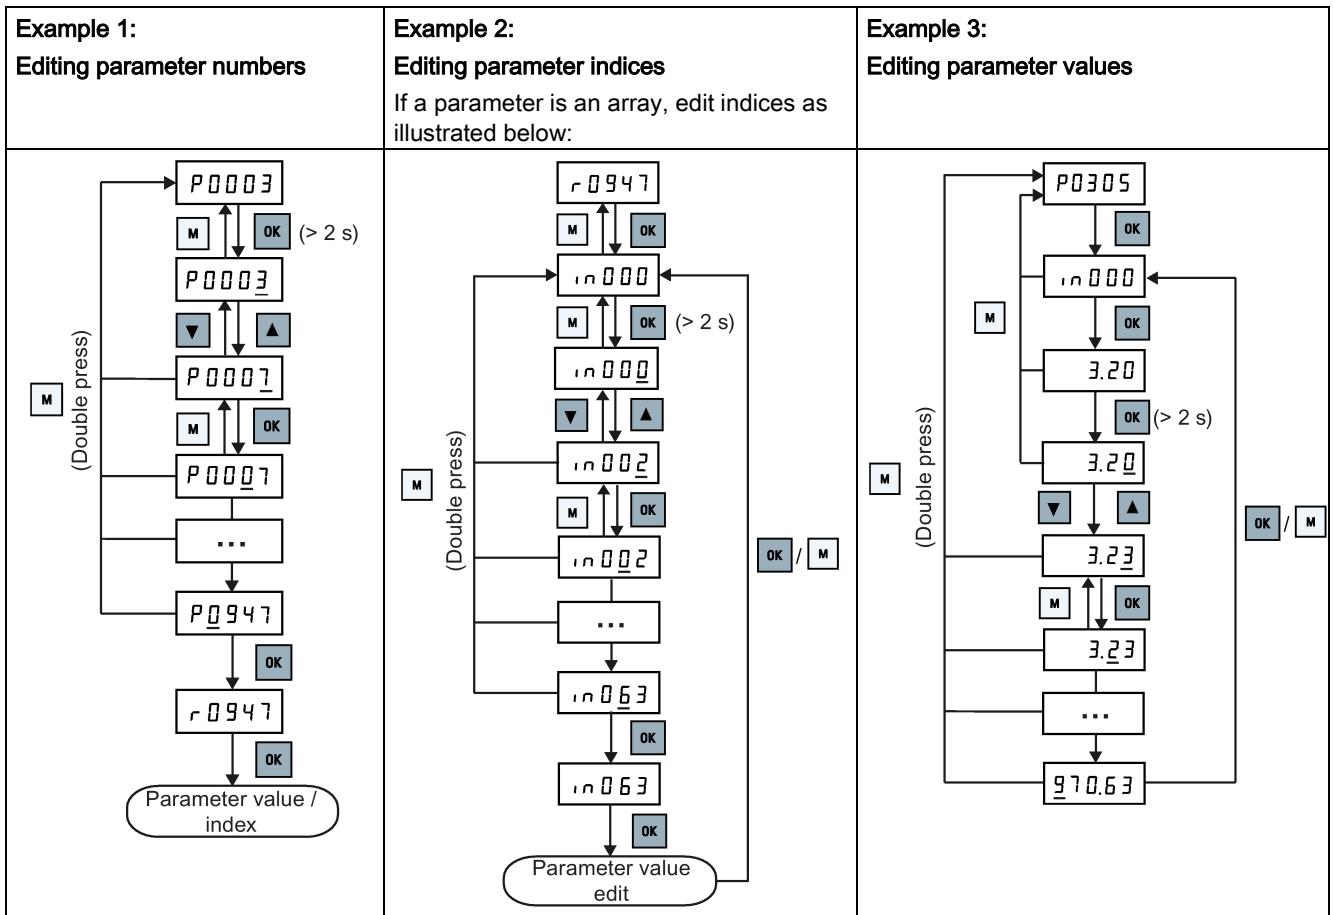 Example 1:
Editing parameter numbers
P0003
M
OK
(> 2 s)
P0003
▼
▲
P0007
M
OK
P0007
...
P0947
OK
r0947
OK
Parameter value /
index
M
(Double press)
Example 2:
Editing parameter indices
If a parameter is an array, edit indices as
illustrated below:
r0947
M
OK
in000
M
OK
(> 2 s)
in000
▼
▲
in002
M
OK
in002
...
in063
OK
in063
OK
Parameter value
edit
M
(Double press)
OK / M
Example 3:
Editing parameter values
P0305
OK
in000
M
OK
3.20
OK
(> 2 s)
3.20
▼
▲
3.23
M
OK
3.23
...
970.63
M
(Double press)
OK / M